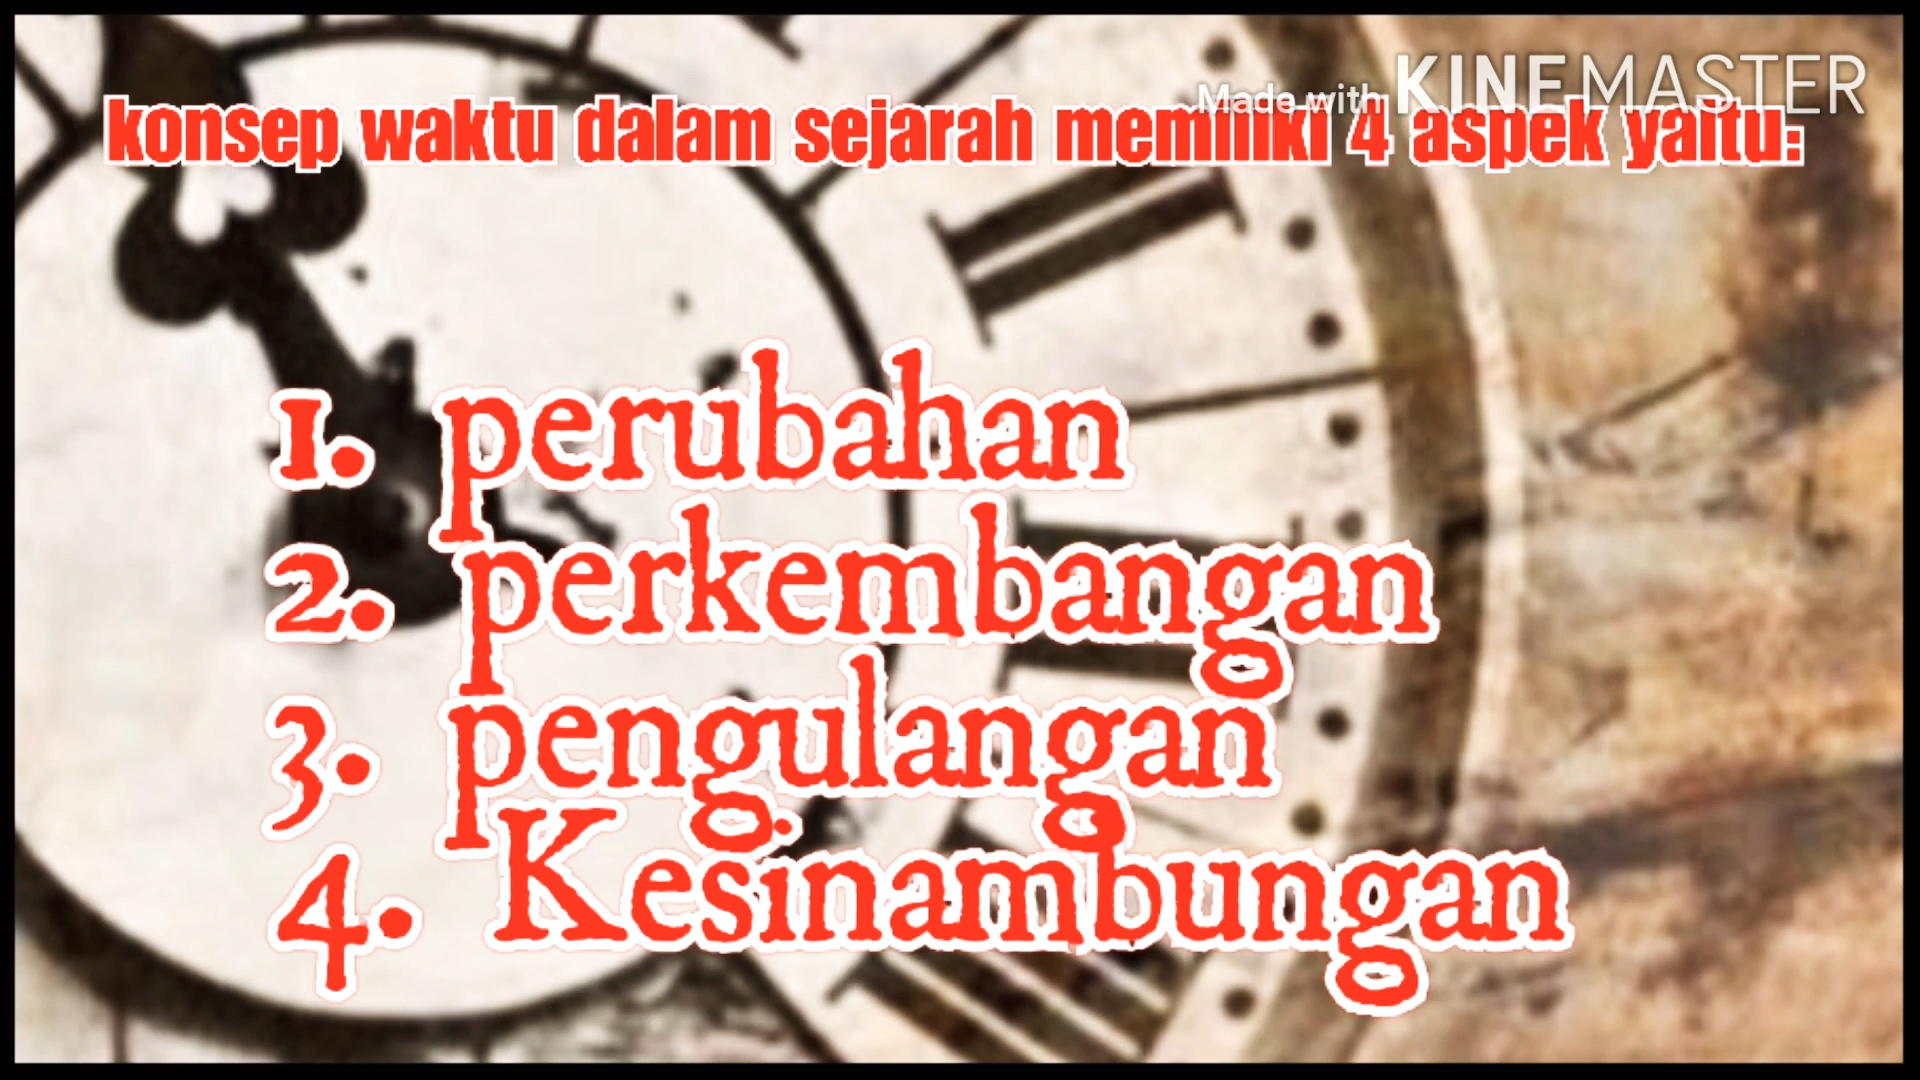 Made with KINEMASTER
konsep waktu dalam sejarah memiliki 4 aspek yaitu:
1. perubahan
2. perkembangan
3. pengulangan
4. Kesinambungan